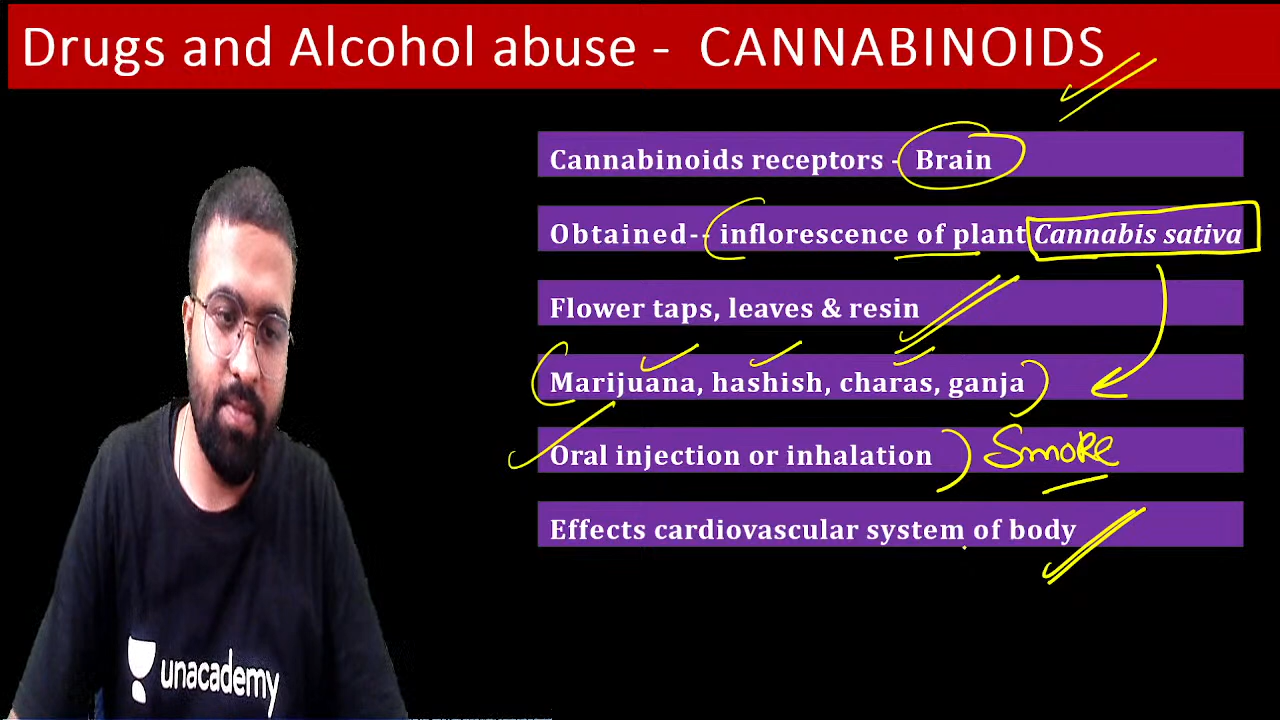 Drugs and Alcohol abuse - CANNABINOIDS
Cannabinoids receptors - Brain
Obtained-- inflorescence of plant Cannabis sativa
Flower taps, leaves & resin
Marijuana, hashish, charas, ganja
Oral injection or inhalation Smoke
Effects cardiovascular system of body
unacademy